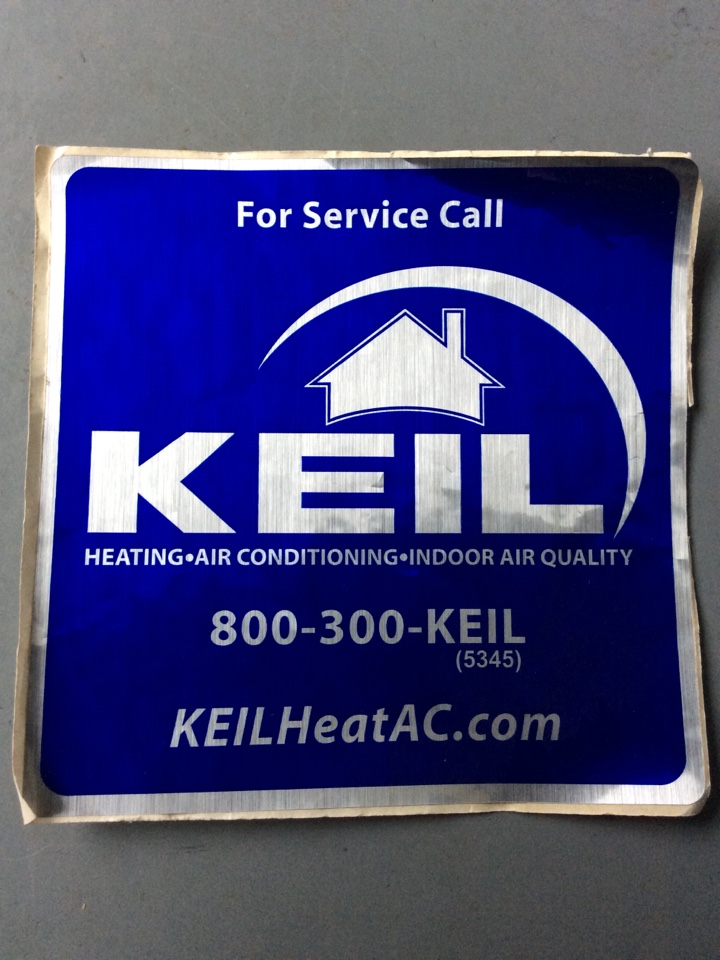 For Service Call
KEIL
HEATING•AIR CONDITIONING•INDOOR AIR QUALITY
800-300-KEIL
(5345)
KEILHeatAC.com